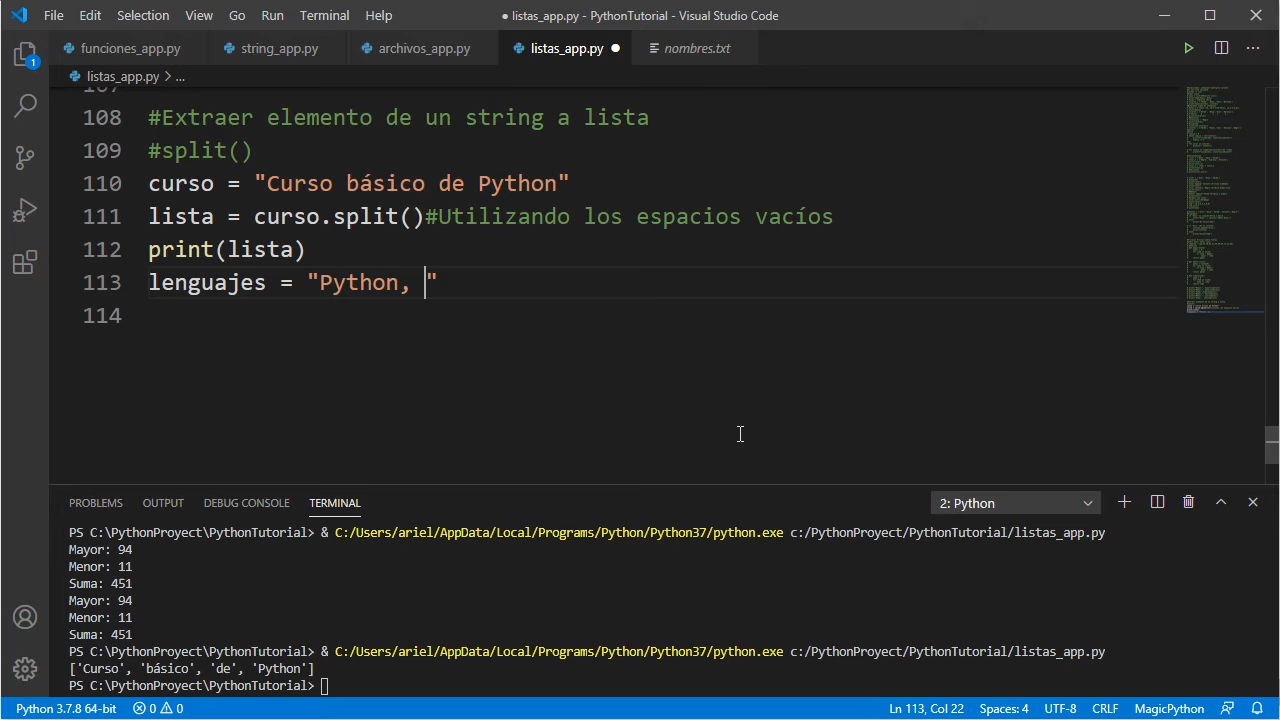 File Edit Selection View Go Run Terminal Help ● listas_app.py - PythonTutorial - Visual Studio Code
funciones_app.py string_app.py archivos_app.py listas_app.py ● nombres.txt
listas_app.py > ...
108 #Extraer elemento de un string a lista
109 #split()
110 curso = "Curso básico de Python"
111 lista = curso.split()#Utilizando los espacios vacíos
112 print(lista)
113 lenguajes = "Python, "
114
1
PROBLEMS OUTPUT DEBUG CONSOLE TERMINAL 2: Python
PS C:\PythonProyect\PythonTutorial> & C:/Users/ariel/AppData/Local/Programs/Python/Python37/python.exe c:/PythonProyect/PythonTutorial/listas_app.py
Mayor: 94
Menor: 11
Suma: 451
Mayor: 94
Menor: 11
Suma: 451
PS C:\PythonProyect\PythonTutorial> & C:/Users/ariel/AppData/Local/Programs/Python/Python37/python.exe c:/PythonProyect/PythonTutorial/listas_app.py
['Curso', 'básico', 'de', 'Python']
PS C:\PythonProyect\PythonTutorial>
Python 3.7.8 64-bit 0 0 Ln 113, Col 22 Spaces: 4 UTF-8 CRLF MagicPython